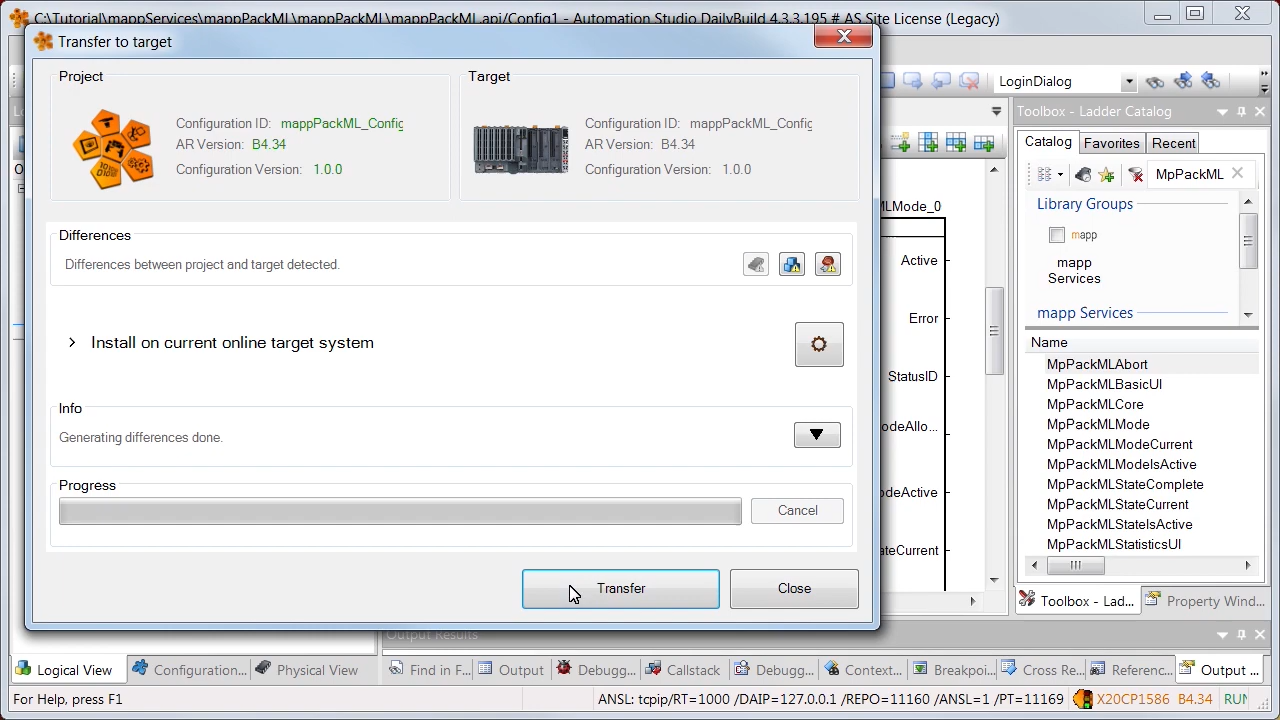 C:\Tutorial\mappServices\mappPackML\mappPackML\mappPackML.apj/Config1 - Automation Studio DailyBuild 4.3.3.195 # AS Site License (Legacy)
Transfer to target
Project
Configuration ID: mappPackML_Config
AR Version: B4.34
Configuration Version: 1.0.0
Target
Configuration ID: mappPackML_Config
AR Version: B4.34
Configuration Version: 1.0.0
Differences
Differences between project and target detected.
Install on current online target system
Info
Generating differences done.
Progress
Cancel
Transfer
Close
LoginDialog
MLMode_0
Active
Error
StatusID
odeAllo...
odeActive
ateCurrent
Toolbox - Ladder Catalog
Catalog
Favorites
Recent
MpPackML
Library Groups
mapp
mapp
Services
mapp Services
Name
MpPackMLAbort
MpPackMLBasicUI
MpPackMLCore
MpPackMLMode
MpPackMLModeCurrent
MpPackMLModeIsActive
MpPackMLStateComplete
MpPackMLStateCurrent
MpPackMLStateIsActive
MpPackMLStatisticsUI
Toolbox - Lad...
Property Wind...
Output Results
Logical View
Configuration...
Physical View
Find in F...
Output
Debugg...
Callstack
Debugg...
Context...
Breakpoi...
Cross Re...
Referenc...
Output ...
For Help, press F1
ANSL: tcpip/RT=1000 /DAIP=127.0.0.1 /REPO=11160 /ANSL=1 /PT=11169
X20CP1586
B4.34
RUN